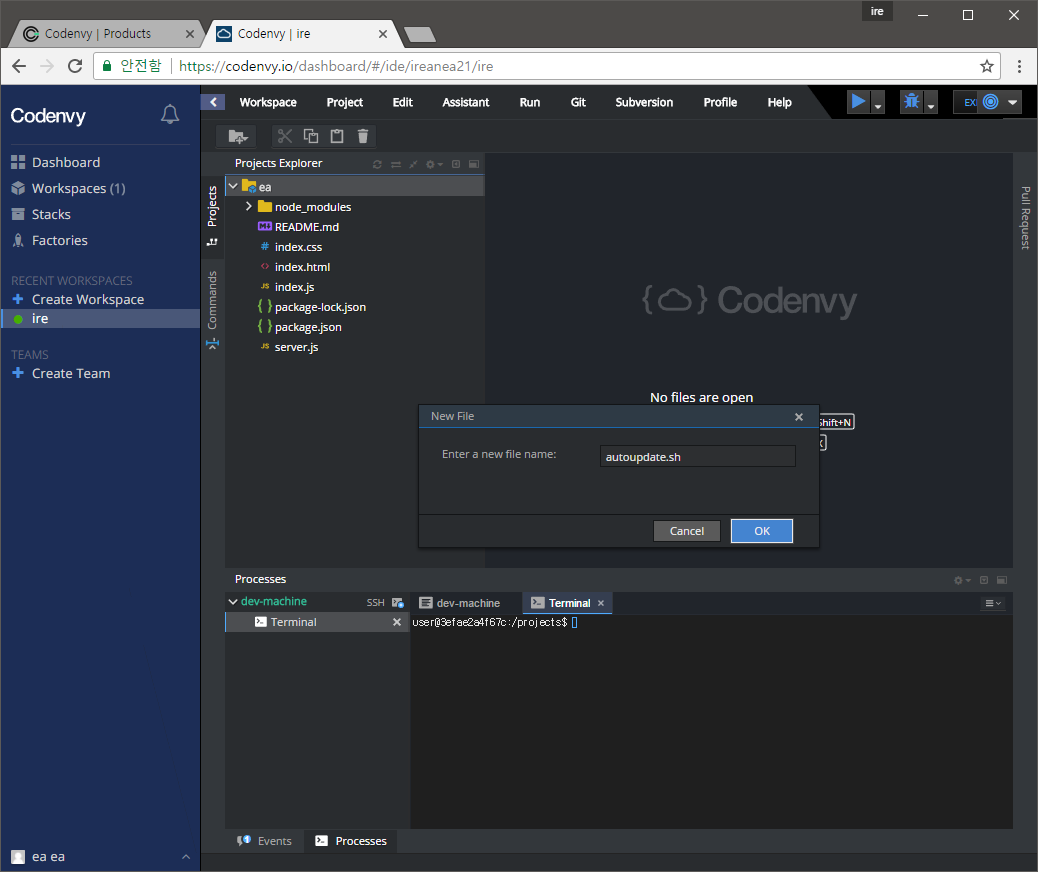 ire
Codenvy | Products
Codenvy | ire
안전함
https://codenvy.io/dashboard/#/ide/ireanea21/ire
Codenvy
Dashboard
Workspaces (1)
Stacks
Factories
RECENT WORKSPACES
Create Workspace
ire
TEAMS
Create Team
ea ea
Workspace Project Edit Assistant Run Git Subversion Profile Help
EXE
Projects Explorer
Projects
Commands
ea
node_modules
README.md
index.css
index.html
index.js
package-lock.json
package.json
server.js
{ } Codenvy
No files are open
Shift+N
Pull Request
New File
Enter a new file name:
autoupdate.sh
Cancel
OK
Processes
dev-machine
SSH
Terminal
dev-machine
Terminal
user@3efae2a4f67c:/projects$
Events
Processes